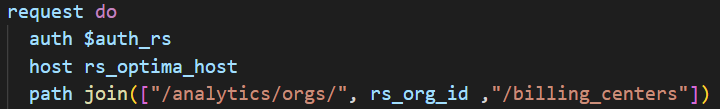 request do
  auth $auth_rs
  host rs_optima_host
  path join(["/analytics/orgs/", rs_org_id ,"/billing_centers"])